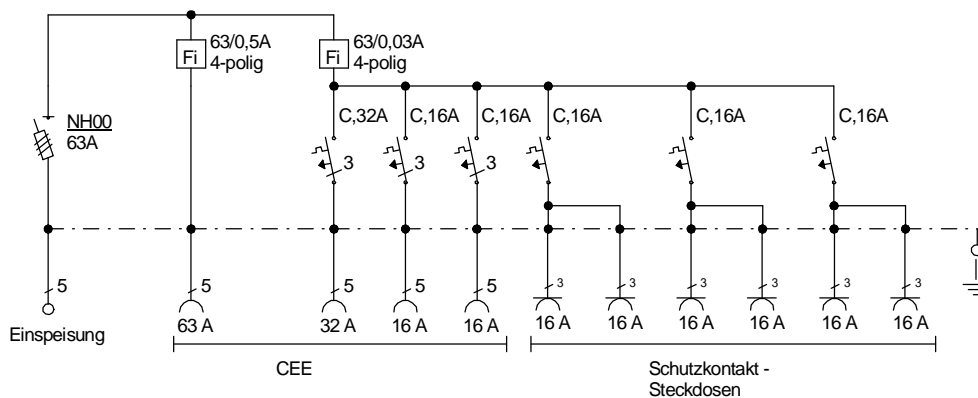 63/0,5A
4-polig
Fi
63/0,03A
4-polig
Fi
NH00
63A
C,32A
C,16A
C,16A
C,16A
C,16A
C,16A
3
3
3
5
5
5
5
5
3
3
3
3
3
3
Einspeisung
63 A
32 A
16 A
16 A
16 A
16 A
16 A
16 A
16 A
16 A
CEE
Schutzkontakt -
Steckdosen